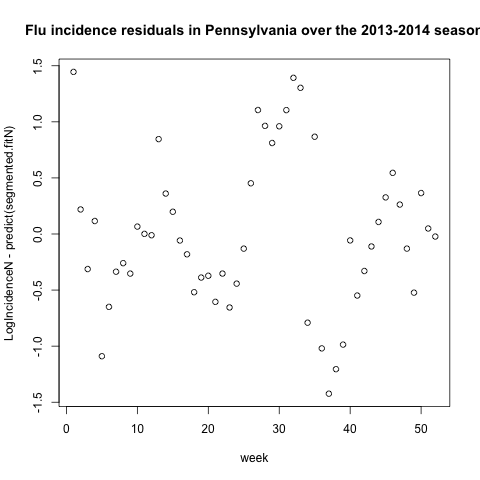 Flu incidence residuals in Pennsylvania over the 2013-2014 season
LogIncidenceN - predict(segmented.fitN)
1.5
1.0
0.5
0.0
-0.5
-1.0
-1.5
0 10 20 30 40 50
week